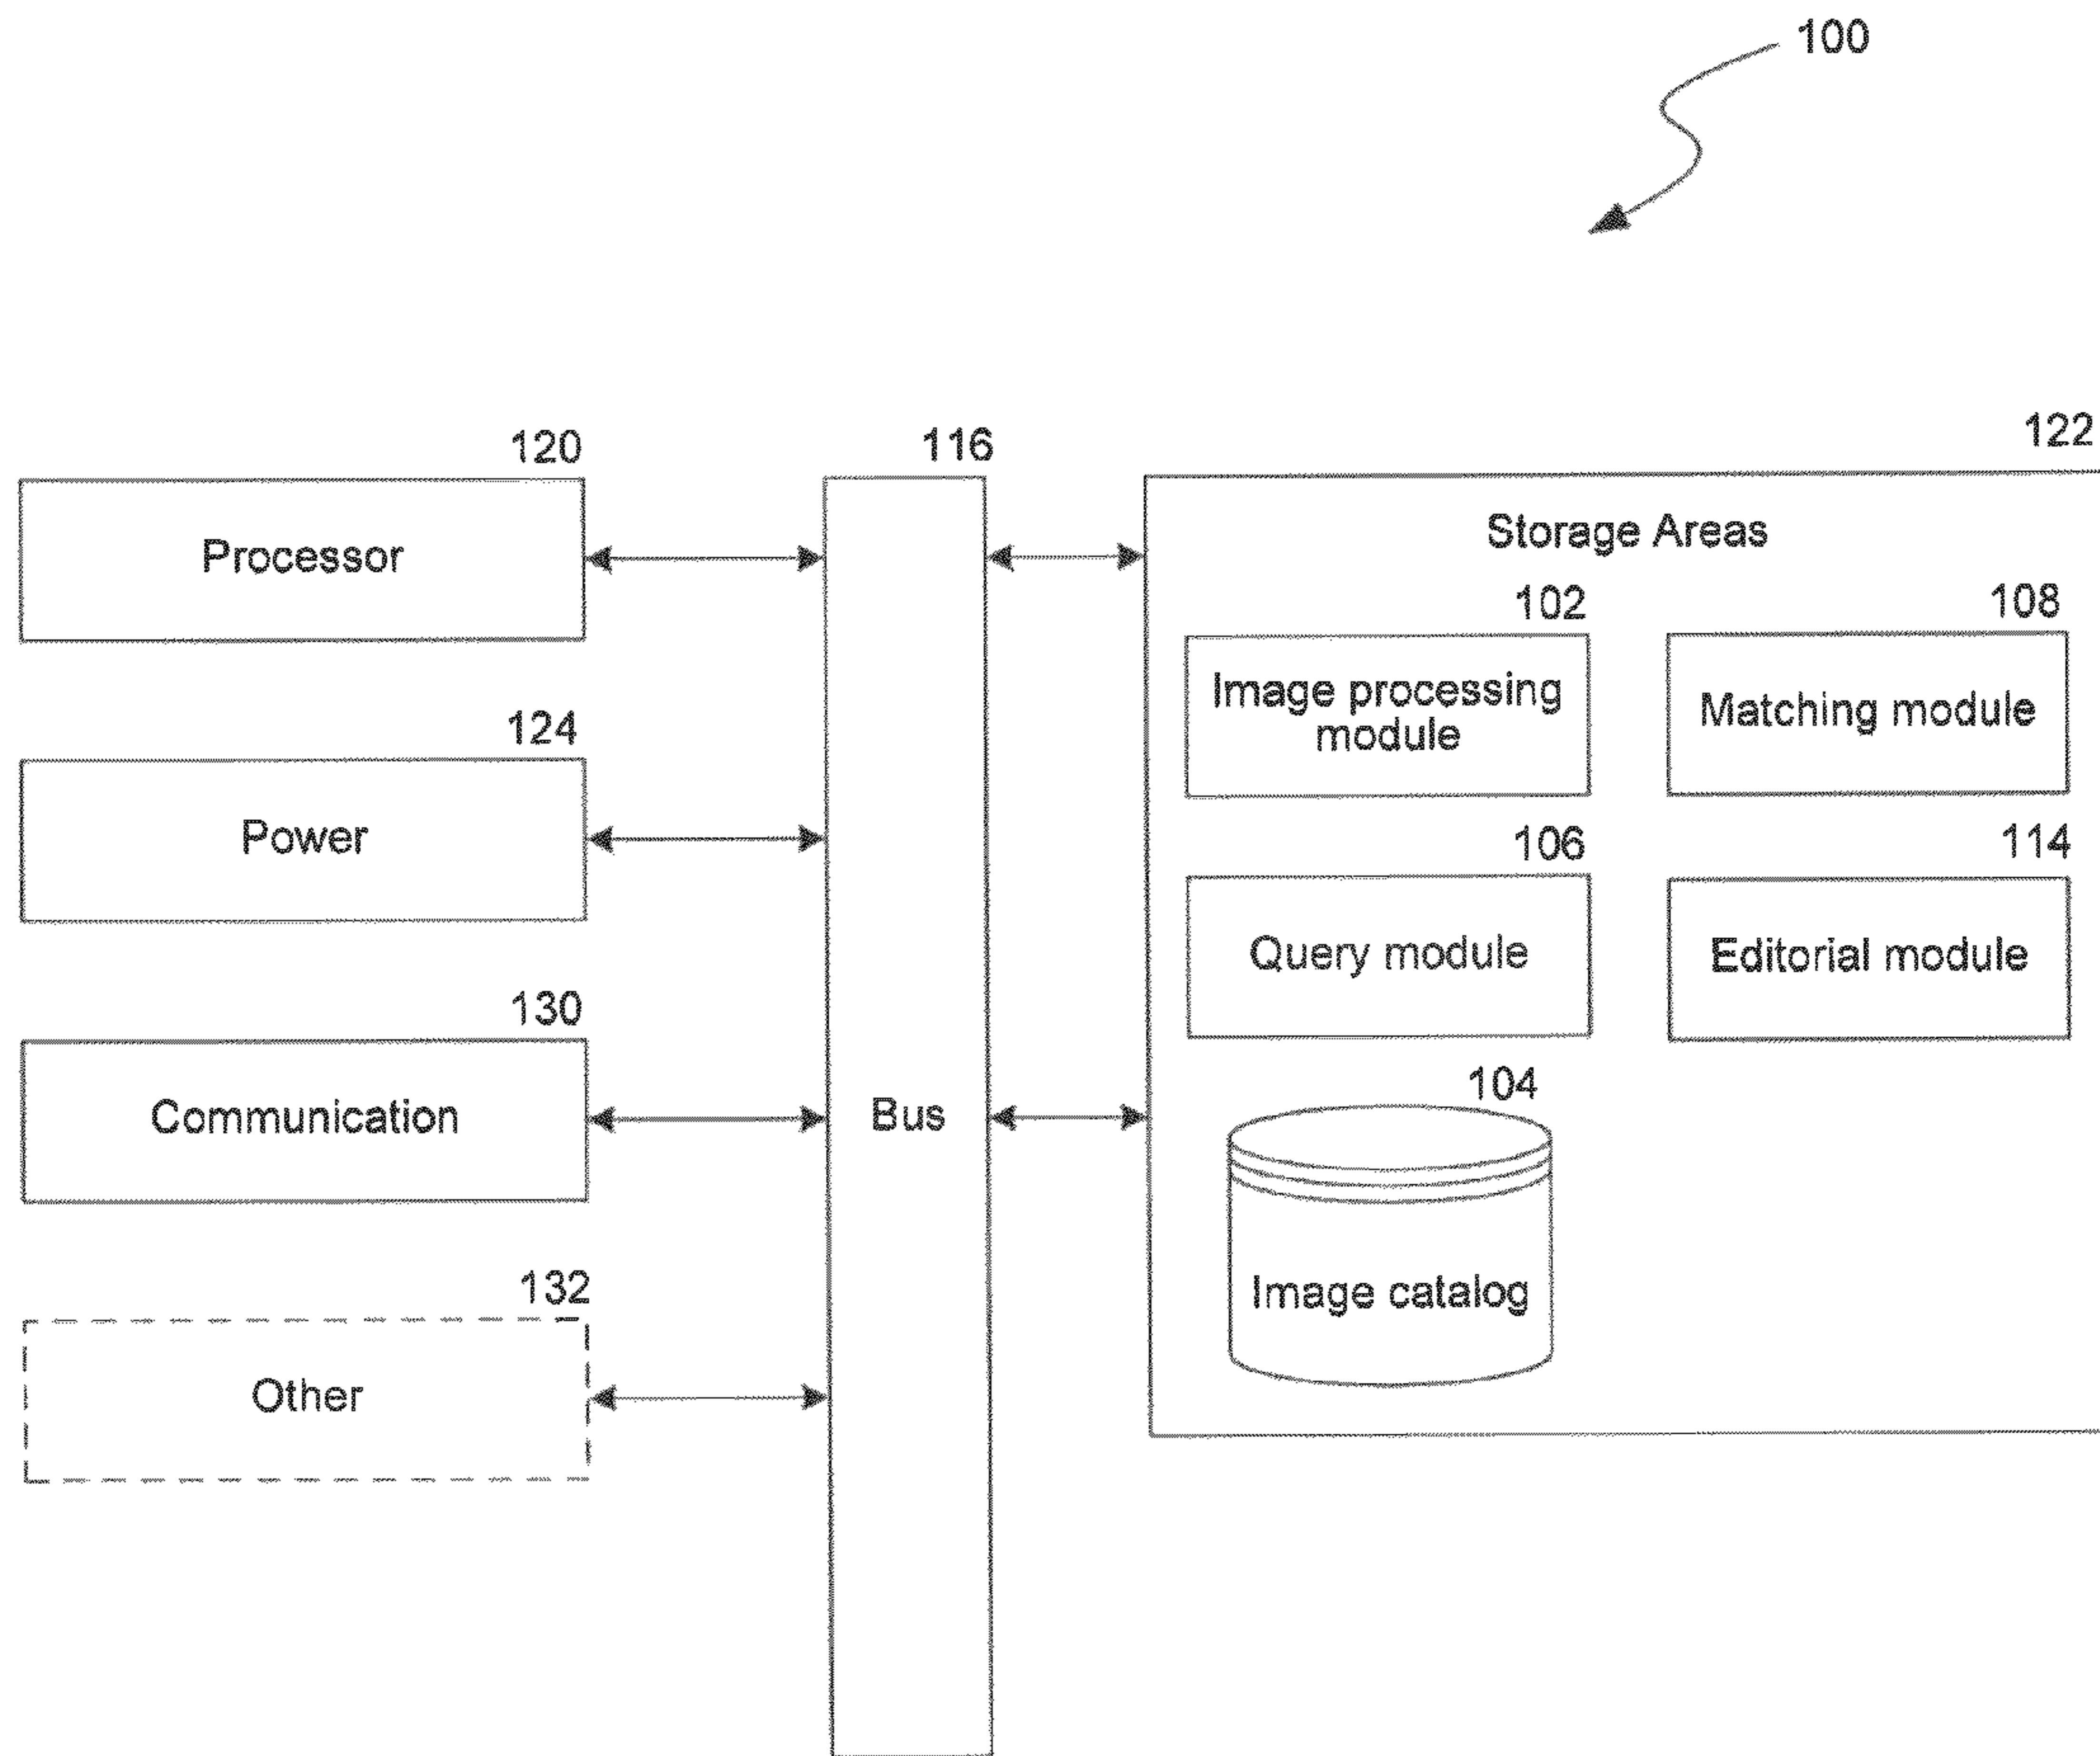 100
120
116
122
Processor
Storage Areas
102
108
Image processing
module
Matching module
124
Power
106
114
Query module
Editorial module
130
Communication
Bus
104
Image catalog
132
Other